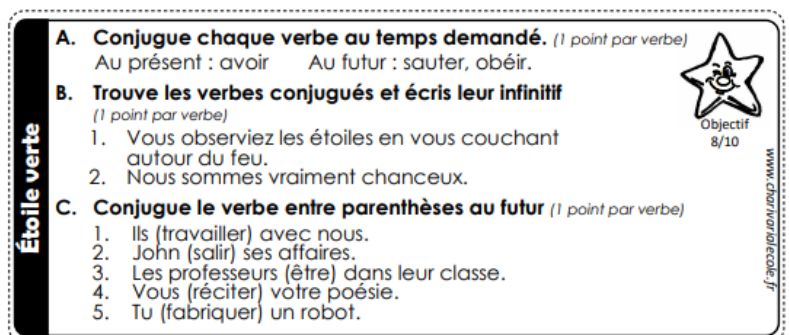 Étoile verte
A. Conjugue chaque verbe au temps demandé. (1 point par verbe)
Au présent : avoir Au futur : sauter, obéir.
B. Trouve les verbes conjugués et écris leur infinitif
(1 point par verbe)
1. Vous observiez les étoiles en vous couchant
autour du feu.
2. Nous sommes vraiment chanceux.
C. Conjugue le verbe entre parenthèses au futur (1 point par verbe)
1. Ils (travailler) avec nous.
2. John (salir) ses affaires.
3. Les professeurs (être) dans leur classe.
4. Vous (réciter) votre poésie.
5. Tu (fabriquer) un robot.
Objectif
8/10
www.charivarialecole.fr